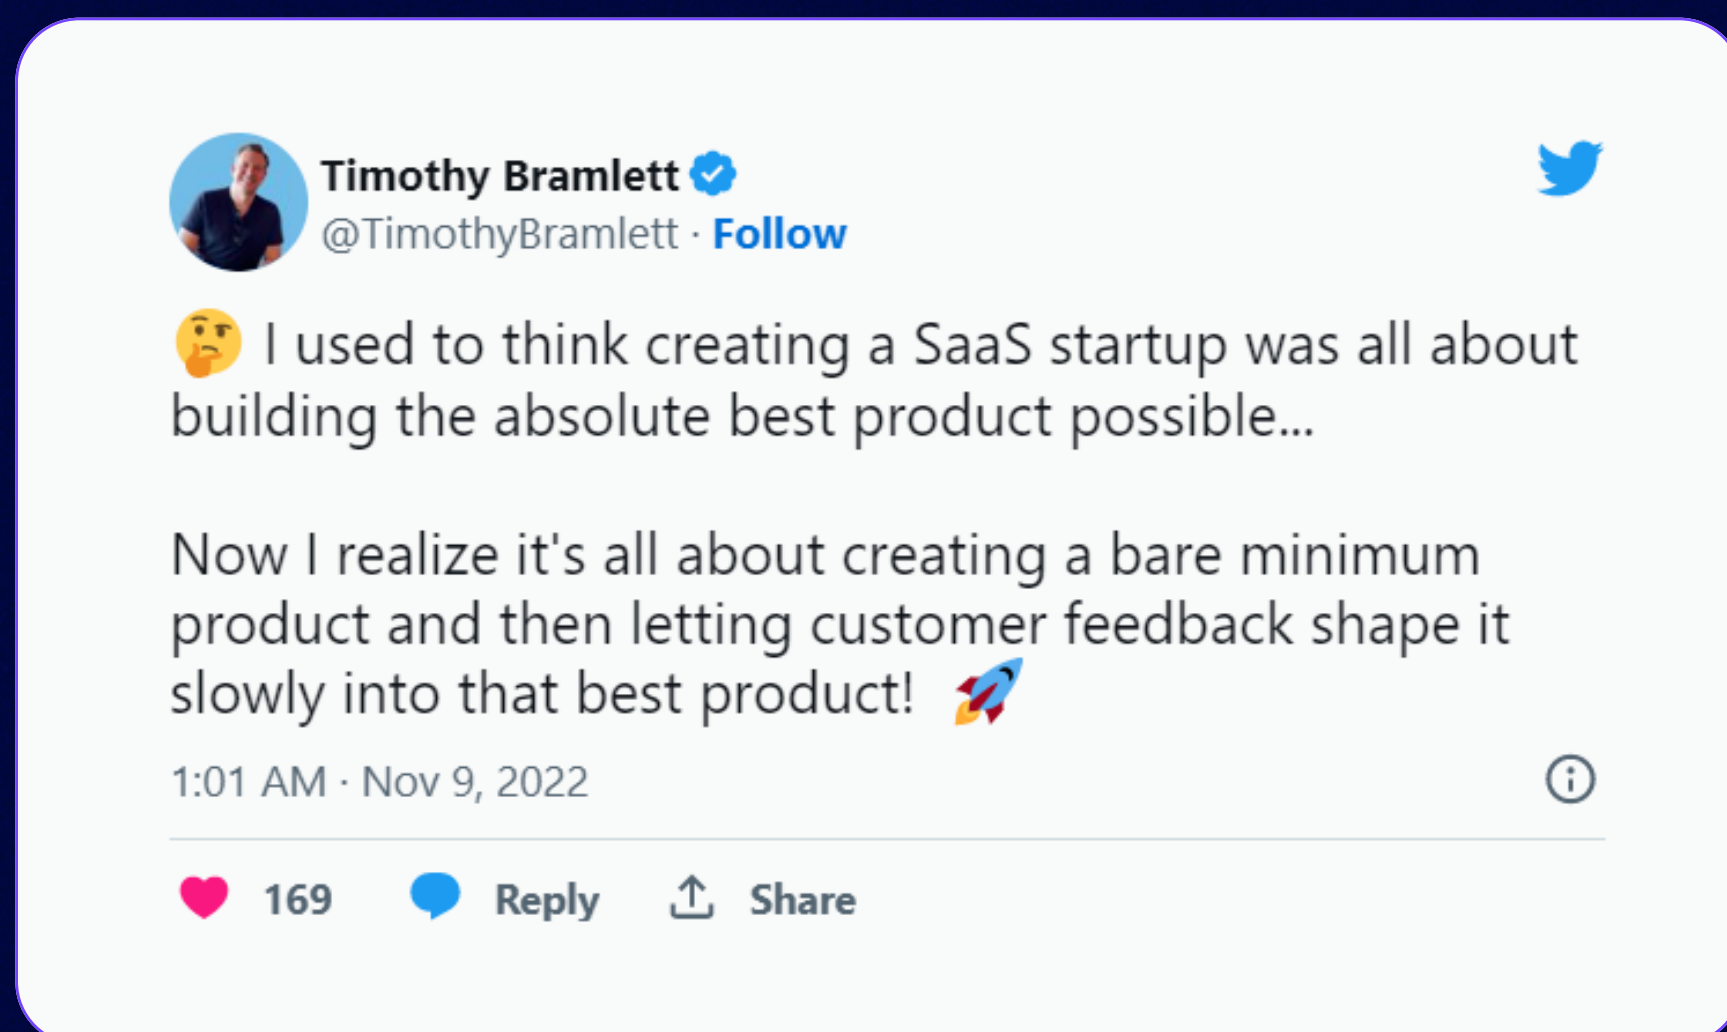 Timothy Bramlett
@TimothyBramlett · Follow
🤔 I used to think creating a SaaS startup was all about
building the absolute best product possible...
Now I realize it's all about creating a bare minimum
product and then letting customer feedback shape it
slowly into that best product! 🚀
1:01 AM · Nov 9, 2022
169 Reply Share